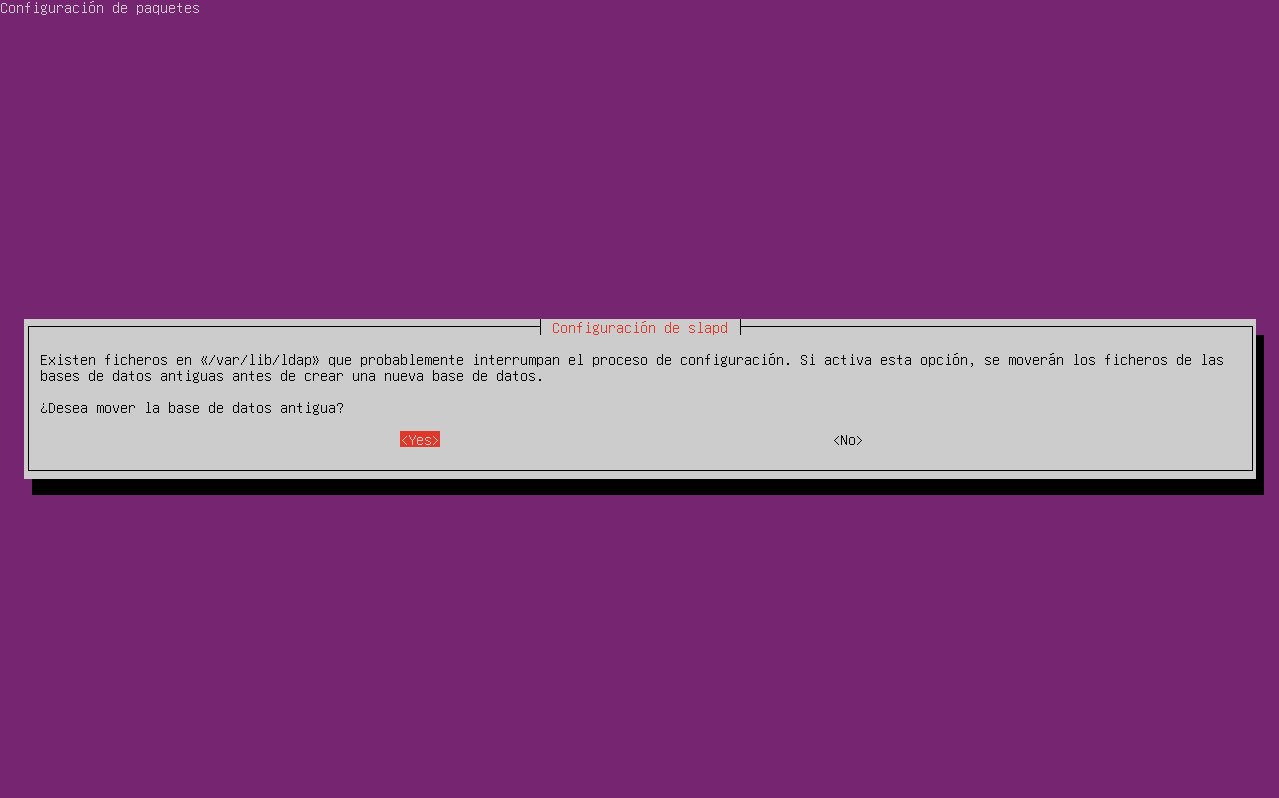 Configuración de paquetes
Configuración de slapd
Existen ficheros en «/var/lib/ldap» que probablemente interrumpan el proceso de configuración. Si activa esta opción, se moverán los ficheros de las
bases de datos antiguas antes de crear una nueva base de datos.
¿Desea mover la base de datos antigua?
<Yes> <No>